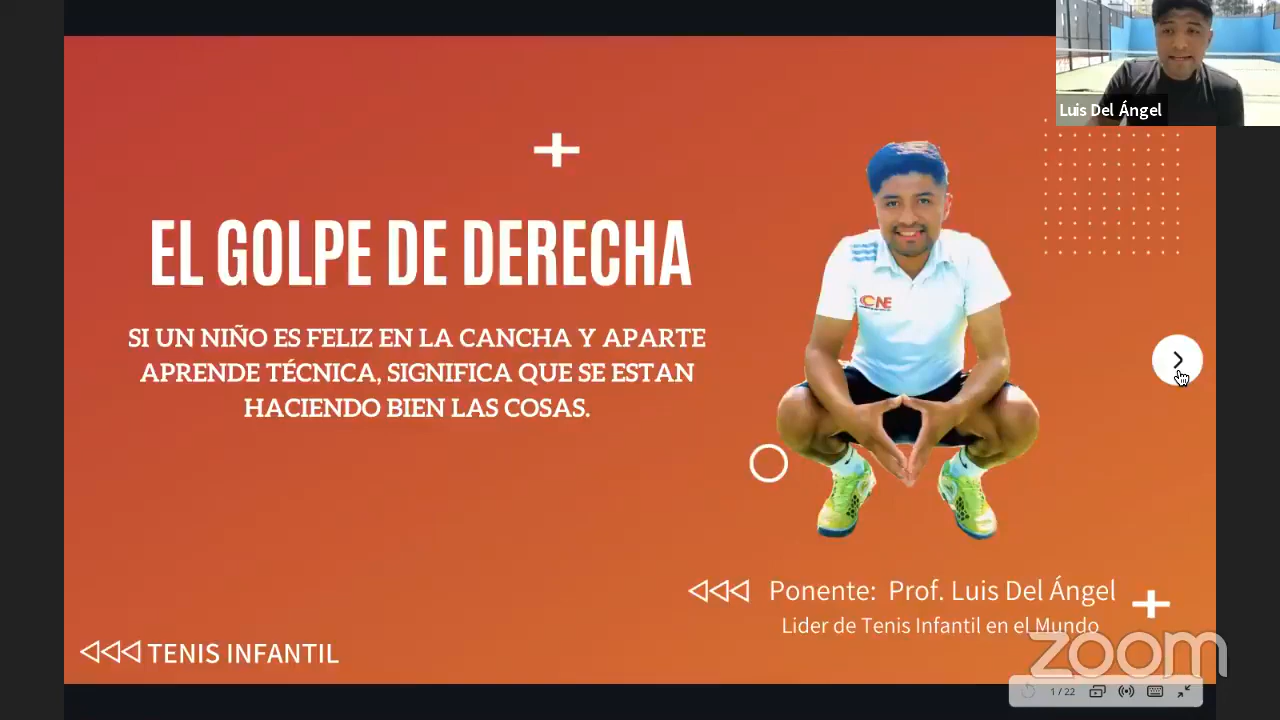 Luis Del Ángel
EL GOLPE DE DERECHA
SI UN NIÑO ES FELIZ EN LA CANCHA Y APARTE
APRENDE TÉCNICA, SIGNIFICA QUE SE ESTAN
HACIENDO BIEN LAS COSAS.
Ponente: Prof. Luis Del Ángel
Lider de Tenis Infantil en el Mundo
TENIS INFANTIL
zoom
1 / 22